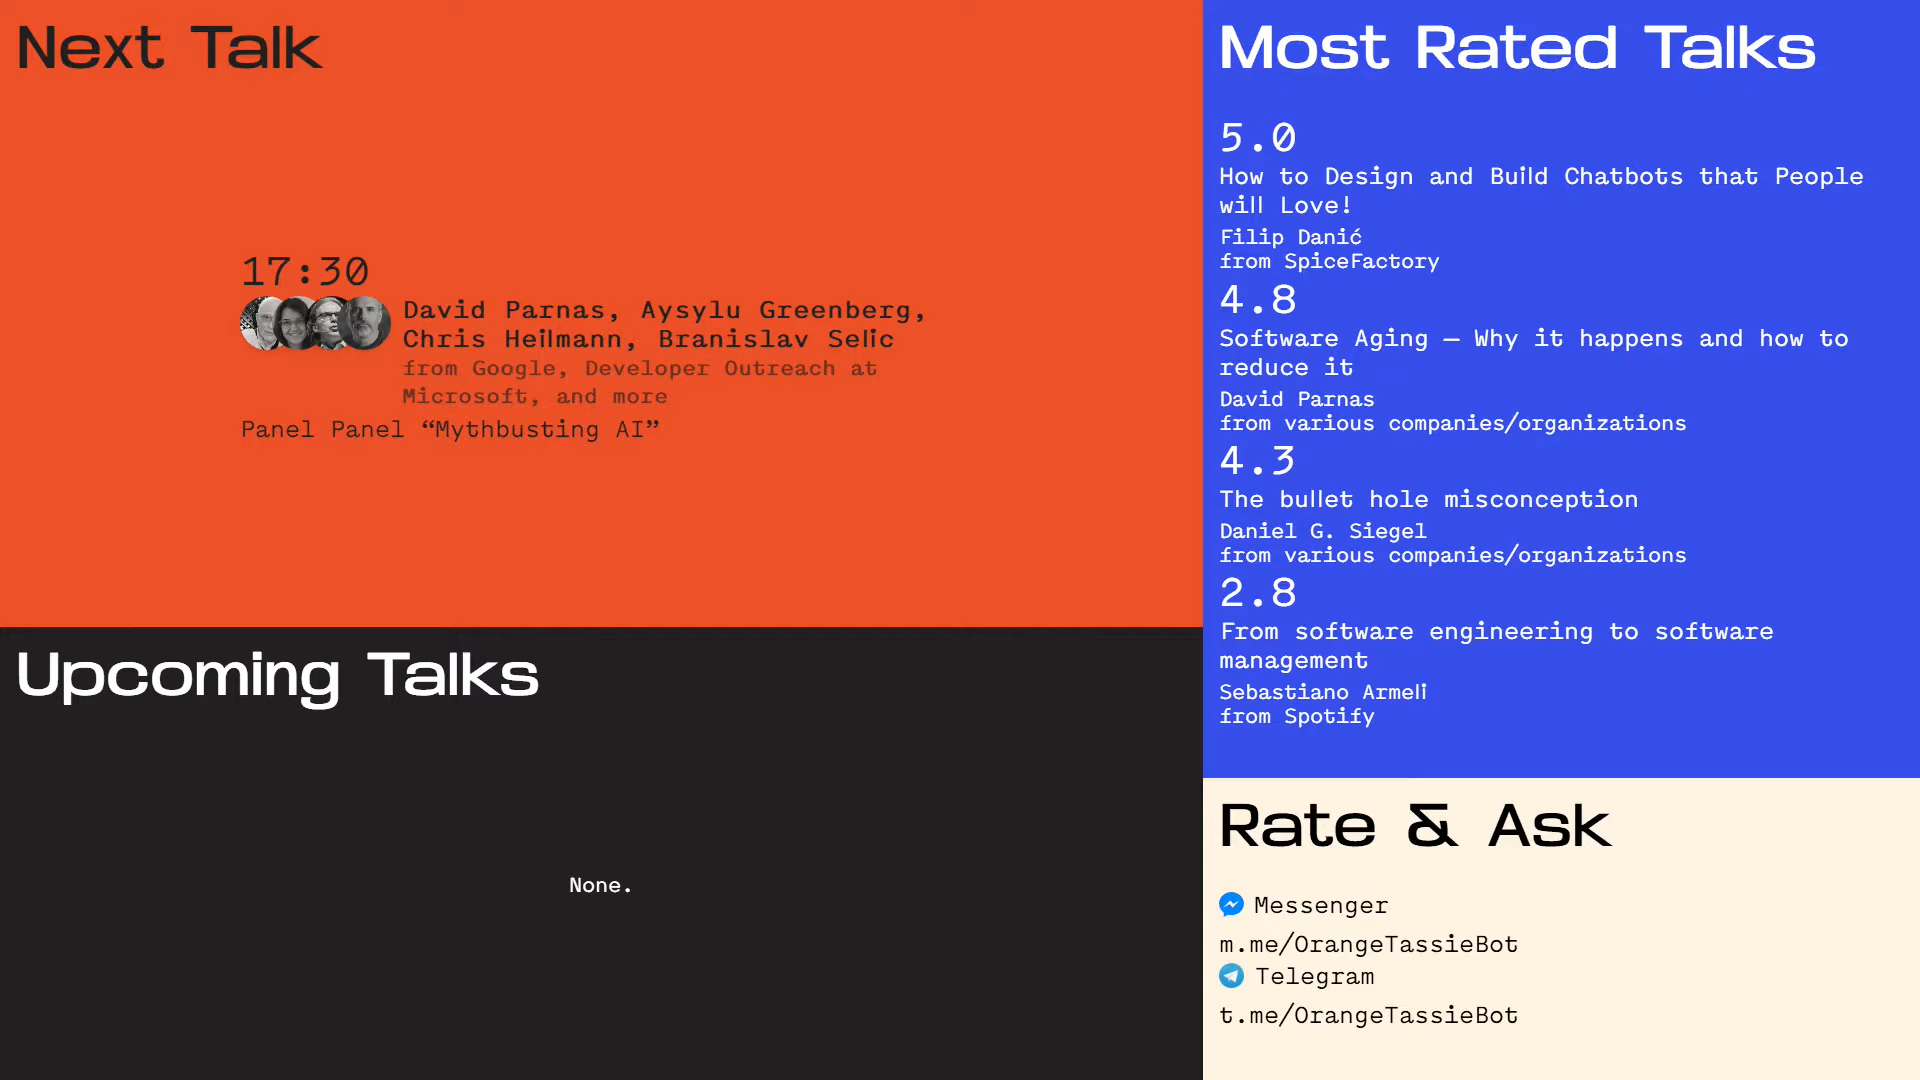 Next Talk
17:30
David Parnas, Aysylu Greenberg,
Chris Heilmann, Branislav Selic
from Google, Developer Outreach at
Microsoft, and more
Panel Panel “Mythbusting AI”
Upcoming Talks
None.
Most Rated Talks
5.0
How to Design and Build Chatbots that People
will Love!
Filip Danić
from SpiceFactory
4.8
Software Aging — Why it happens and how to
reduce it
David Parnas
from various companies/organizations
4.3
The bullet hole misconception
Daniel G. Siegel
from various companies/organizations
2.8
From software engineering to software
management
Sebastiano Armeli
from Spotify
Rate & Ask
Messenger
m.me/OrangeTassieBot
Telegram
t.me/OrangeTassieBot